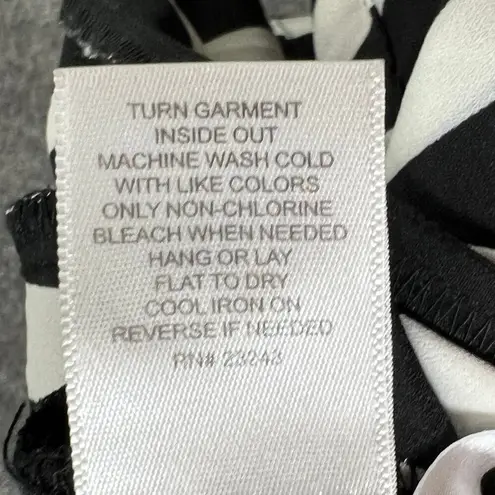 TURN GARMENT
INSIDE OUT
MACHINE WASH COLD
WITH LIKE COLORS
ONLY NON-CHLORINE
BLEACH WHEN NEEDED
HANG OR LAY
FLAT TO DRY
COOL IRON ON
REVERSE IF NEEDED
RN# 23243